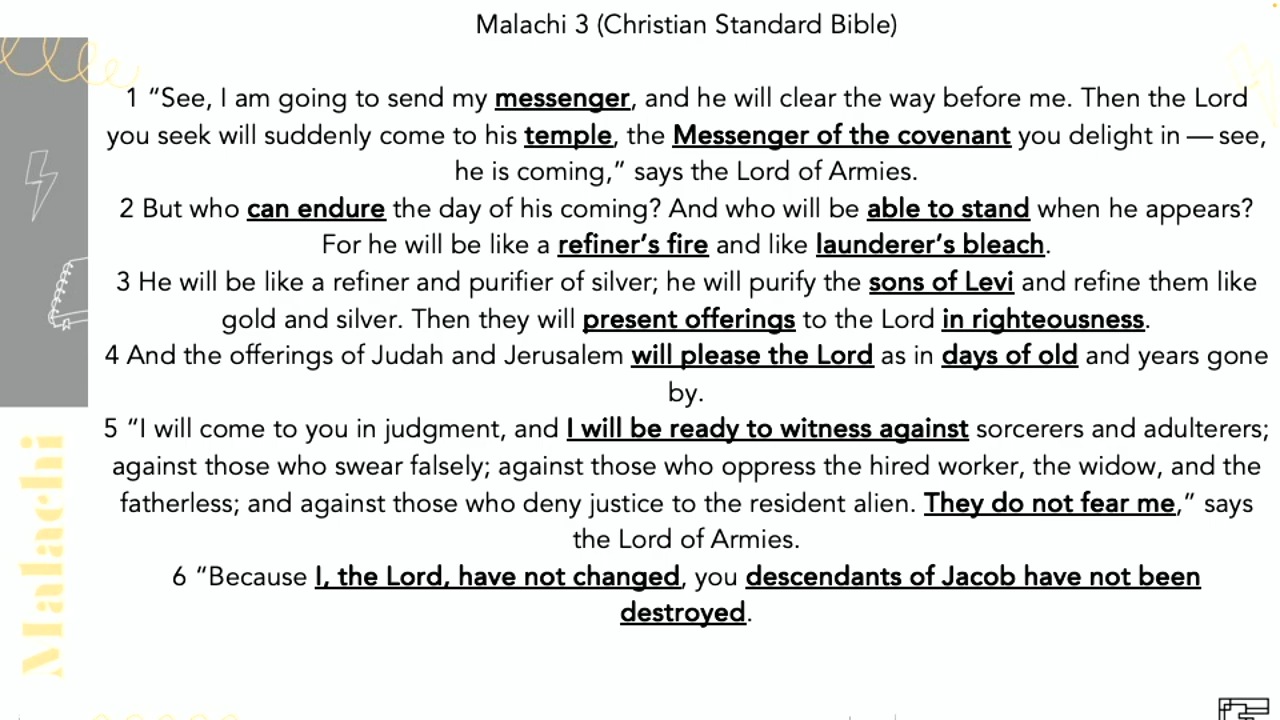 Malachi 3 (Christian Standard Bible)
1 “See, I am going to send my messenger, and he will clear the way before me. Then the Lord
you seek will suddenly come to his temple, the Messenger of the covenant you delight in — see,
he is coming,” says the Lord of Armies.
2 But who can endure the day of his coming? And who will be able to stand when he appears?
For he will be like a refiner’s fire and like launderer’s bleach.
3 He will be like a refiner and purifier of silver; he will purify the sons of Levi and refine them like
gold and silver. Then they will present offerings to the Lord in righteousness.
4 And the offerings of Judah and Jerusalem will please the Lord as in days of old and years gone
by.
5 “I will come to you in judgment, and I will be ready to witness against sorcerers and adulterers;
against those who swear falsely; against those who oppress the hired worker, the widow, and the
fatherless; and against those who deny justice to the resident alien. They do not fear me,” says
the Lord of Armies.
6 “Because I, the Lord, have not changed, you descendants of Jacob have not been
destroyed.
Malachi